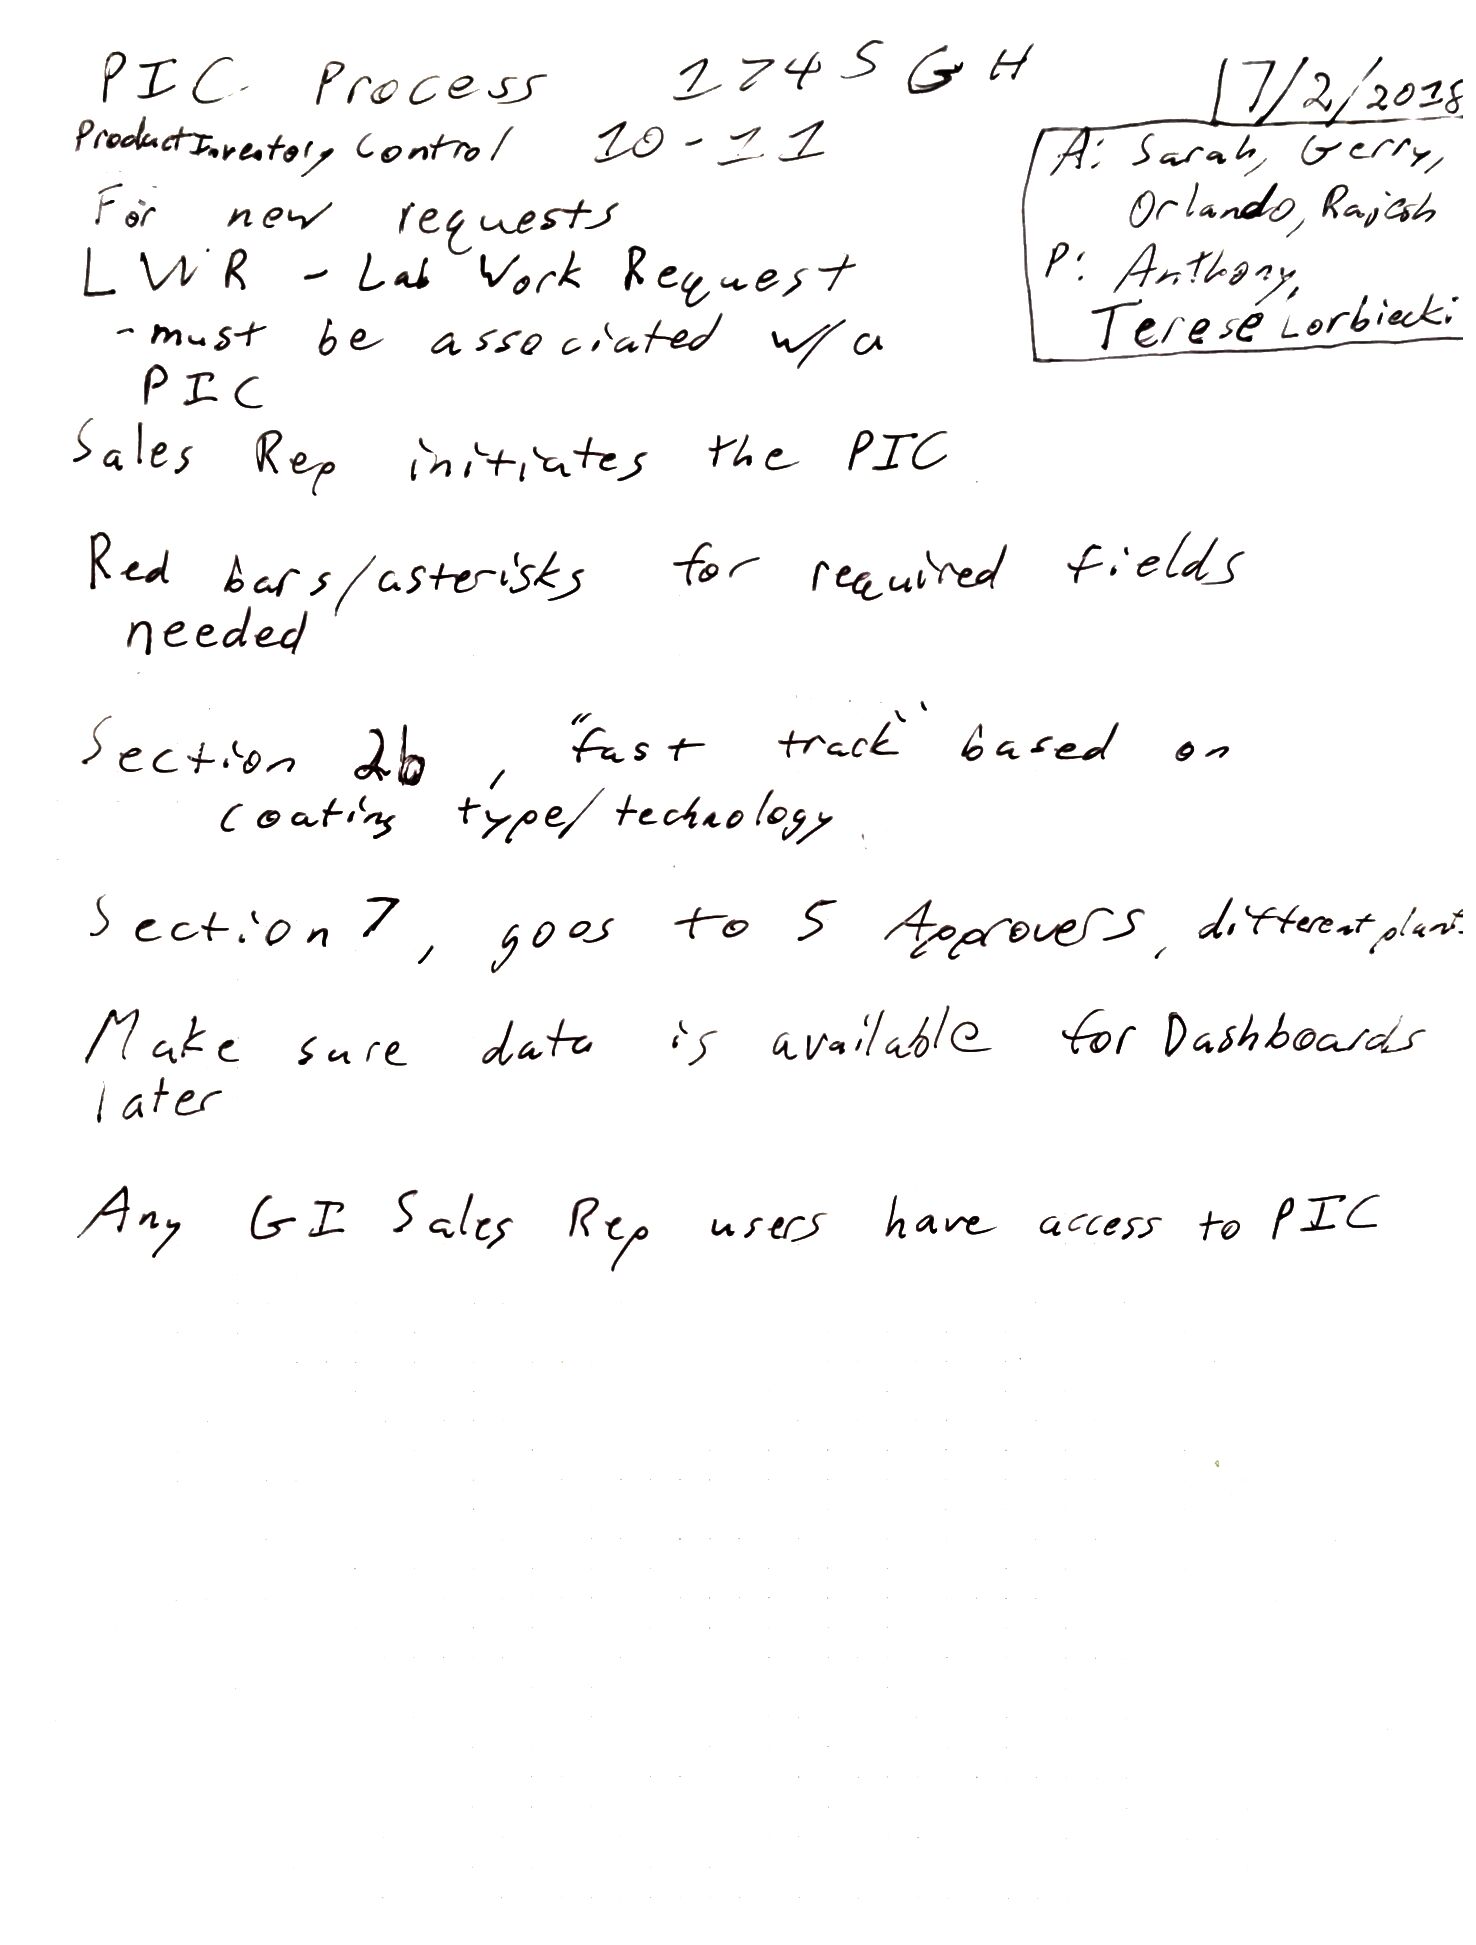 PIC Process 1745 GH
17/2/2018
Product Inventory Control 10-11
A: Sarah, Gerry,
Orlando, Rajesh
P: Anthony,
Terese Lorbiecki
For new requests
LWR - Lab Work Request
- must be associated w/a
PIC
Sales Rep initiates the PIC
Red bars/asterisks for required fields
needed
Section 2b, "fast track" based on
coating type/technology
Section 7, goes to 5 Approvers, different plants
Make sure data is available for Dashboards
later
Any GI Sales Rep users have access to PIC